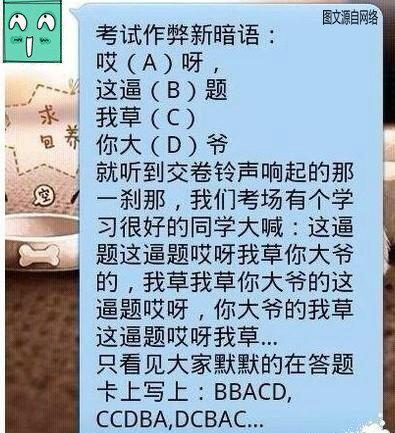 图文源自网络
考试作弊新暗语：
哎（A）呀，
这逼（B）题
我草（C）
你大（D）爷
就听到交卷铃声响起的那
一刹那，我们考场有个学
习很好的同学大喊：这逼
题这逼题哎呀我草你大爷
的，我草我草你大爷的这
逼题哎呀，你大爷的我草
这逼题哎呀我草...
只看见大家默默的在答题
卡上写上：BBACD,
CCDBA,DCBAC...
求
包养
空